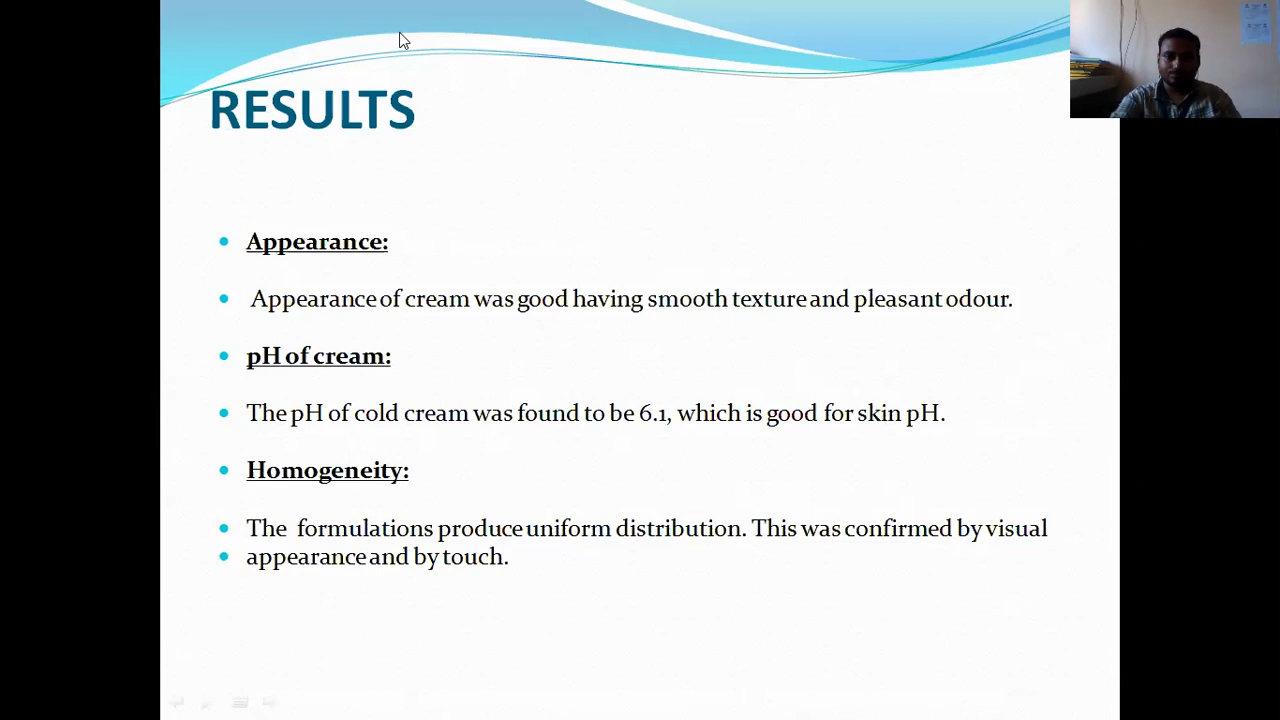 RESULTS
Appearance:
Appearance of cream was good having smooth texture and pleasant odour.
pH of cream:
The pH of cold cream was found to be 6.1, which is good for skin pH.
Homogeneity:
The formulations produce uniform distribution. This was confirmed by visual
appearance and by touch.